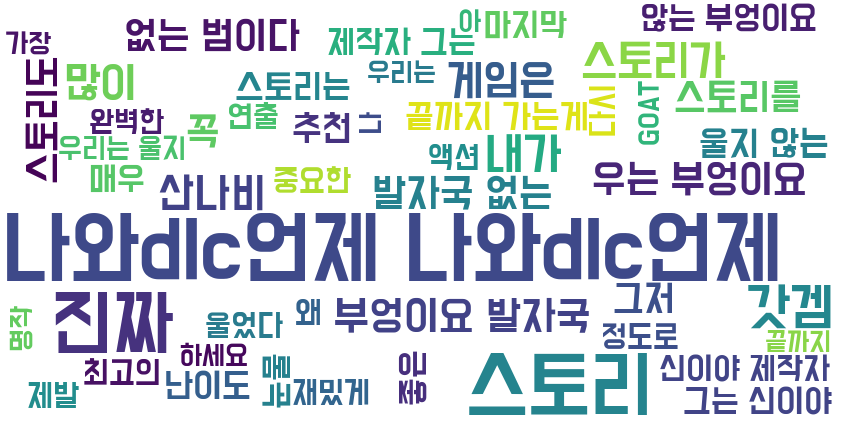 가장
없는 범이다
제작자 그는
아
마지막
않는 부엉이요
스토리도
많이
스토리는
우리는
게임은
스토리가
완벽한
꼭
연출
추천
너
끝까지 가는게
단순
GOAT
스토리를
우리는 울지
액션
내가
울지 않는
매우
산나비
중요한
발자국 없는
우는 부엉이요
나와dlc언제 나와dlc언제
명작
진짜
울었다
왜
부엉이요 발자국
그저
갓겜
정도로
끝까지
최고의
하세요
눈물
좋은
스토리
신이야 제작자
제발
난이도
재밌게
그는 신이야